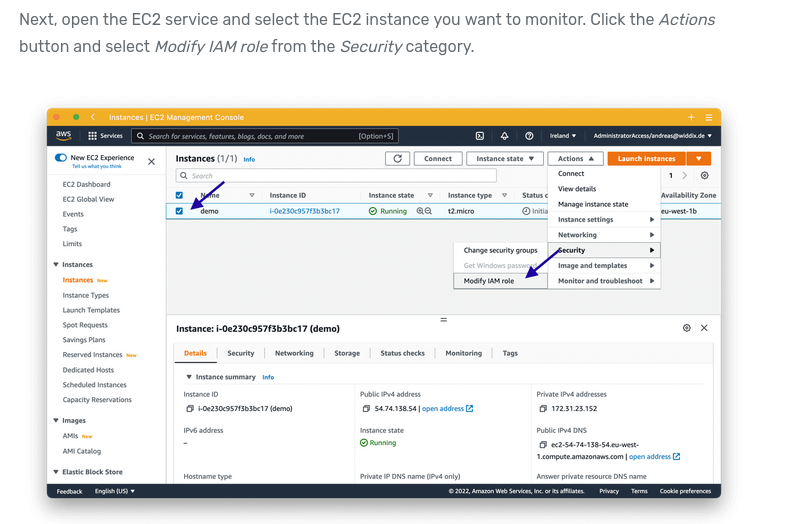 Next, open the EC2 service and select the EC2 instance you want to monitor. Click the Actions
button and select Modify IAM role from the Security category.
Instances | EC2 Management Console
aws Services Search for services, features, blogs, docs, and more [Option+S] Ireland AdministratorAccess/andreas@widdix.de
New EC2 Experience
Tell us what you think
EC2 Dashboard
EC2 Global View
Events
Tags
Limits
Instances
Instances New
Instance Types
Launch Templates
Spot Requests
Savings Plans
Reserved Instances New
Dedicated Hosts
Scheduled Instances
Capacity Reservations
Images
AMIs New
AMI Catalog
Elastic Block Store
Instances (1/1) Info
Connect Instance state Actions Launch instances
Search
1
Name Instance ID Instance state Instance type Status c Availability Zone
demo i-0e230c957f3b3bc17 Running t2.micro Initia eu-west-1b
Connect
View details
Manage instance state
Instance settings
Networking
Security
Image and templates
Monitor and troubleshoot
Change security groups
Get Windows password
Modify IAM role
Instance: i-0e230c957f3b3bc17 (demo)
Details Security Networking Storage Status checks Monitoring Tags
Instance summary Info
Instance ID
i-0e230c957f3b3bc17 (demo)
Public IPv4 address
54.74.138.54 | open address
Private IPv4 addresses
172.31.23.152
IPv6 address
–
Instance state
Running
Public IPv4 DNS
ec2-54-74-138-54.eu-west-
1.compute.amazonaws.com | open address
Hostname type
Private IP DNS name (IPv4 only)
Answer private resource DNS name
Feedback English (US) © 2022, Amazon Web Services, Inc. or its affiliates. Privacy Terms Cookie preferences